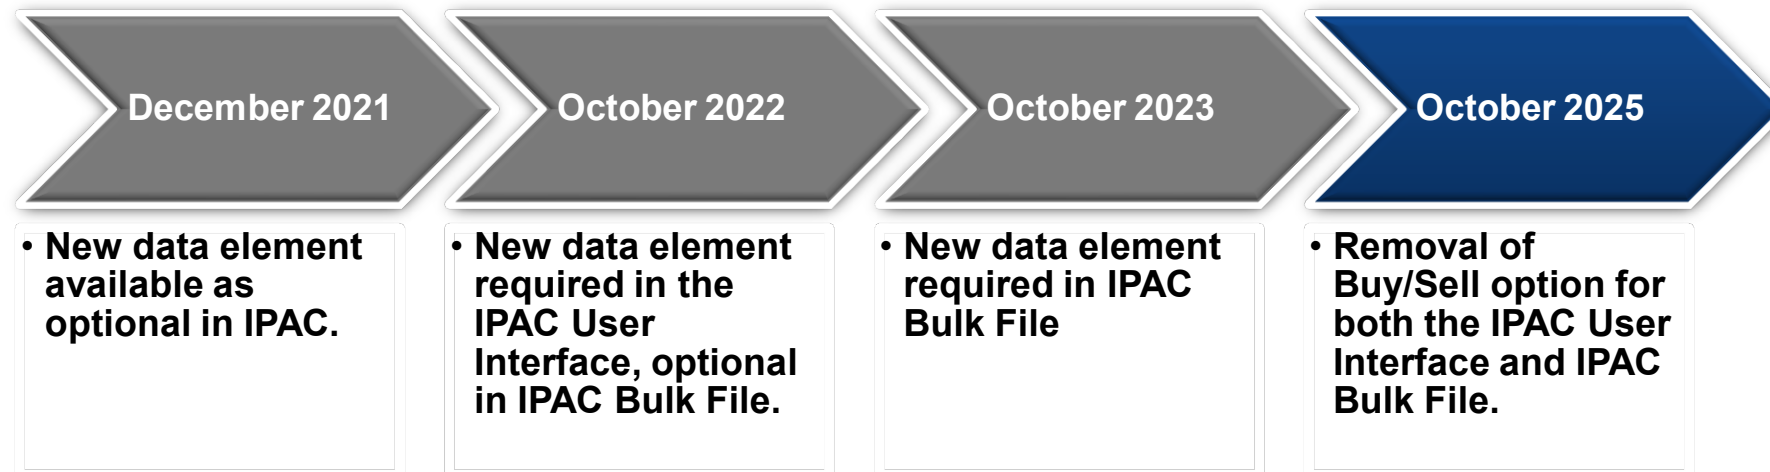 December 2021
October 2022
October 2023
October 2025
• New data element
available as
optional in IPAC.
• New data element
required in the
IPAC User
Interface, optional
in IPAC Bulk File.
• New data element
required in IPAC
Bulk File
• Removal of
Buy/Sell option for
both the IPAC User
Interface and IPAC
Bulk File.